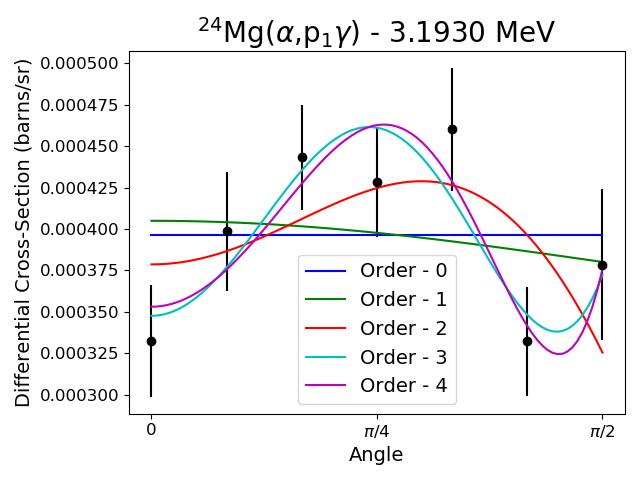 ²⁴Mg(α,p₁γ) - 3.1930 MeV
Differential Cross-Section (barns/sr)
0.000500
0.000475
0.000450
0.000425
0.000400
0.000375
0.000350
0.000325
0.000300
Order - 0
Order - 1
Order - 2
Order - 3
Order - 4
0
π/4
π/2
Angle